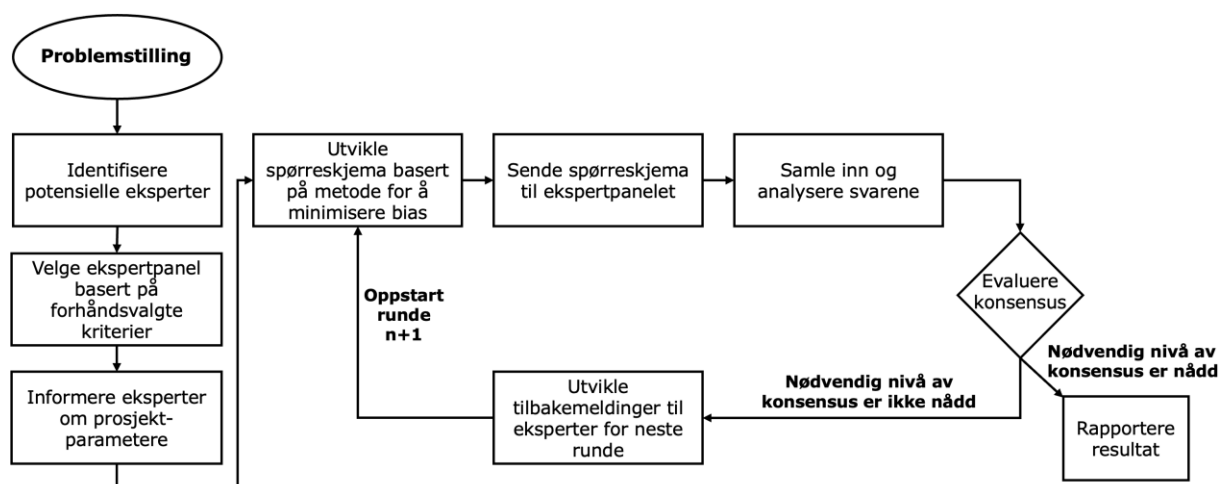 Problemstilling
Identifisere
potensielle eksperter
Velge ekspertpanel
basert på
forhåndsvalgte
kriterier
Informere eksperter
om prosjekt-
parametere
Utvikle
spørreskjema basert
på metode for å
minimisere bias
Sende spørreskjema
til ekspertpanelet
Samle inn og
analysere svarene
Evaluere
konsensus
Nødvendig nivå av
konsensus er nådd
Rapportere
resultat
Nødvendig nivå av
konsensus er ikke nådd
Utvikle
tilbakemeldinger til
eksperter for neste
runde
Oppstart
runde
n+1